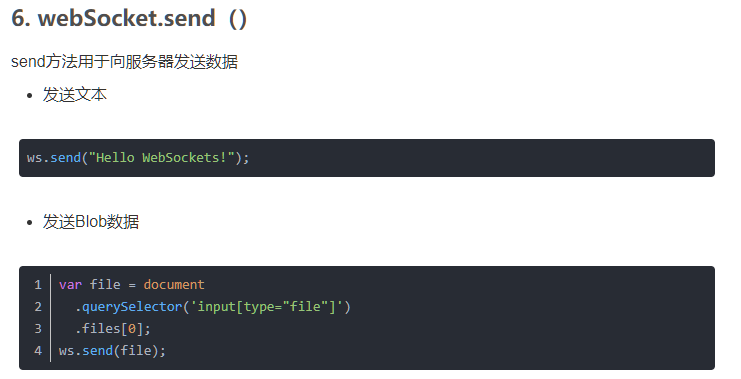 6. webSocket.send（）
send方法用于向服务器发送数据
发送文本
ws.send("Hello WebSockets!");
发送Blob数据
1 var file = document
2   .querySelector('input[type="file"]')
3   .files[0];
4 ws.send(file);